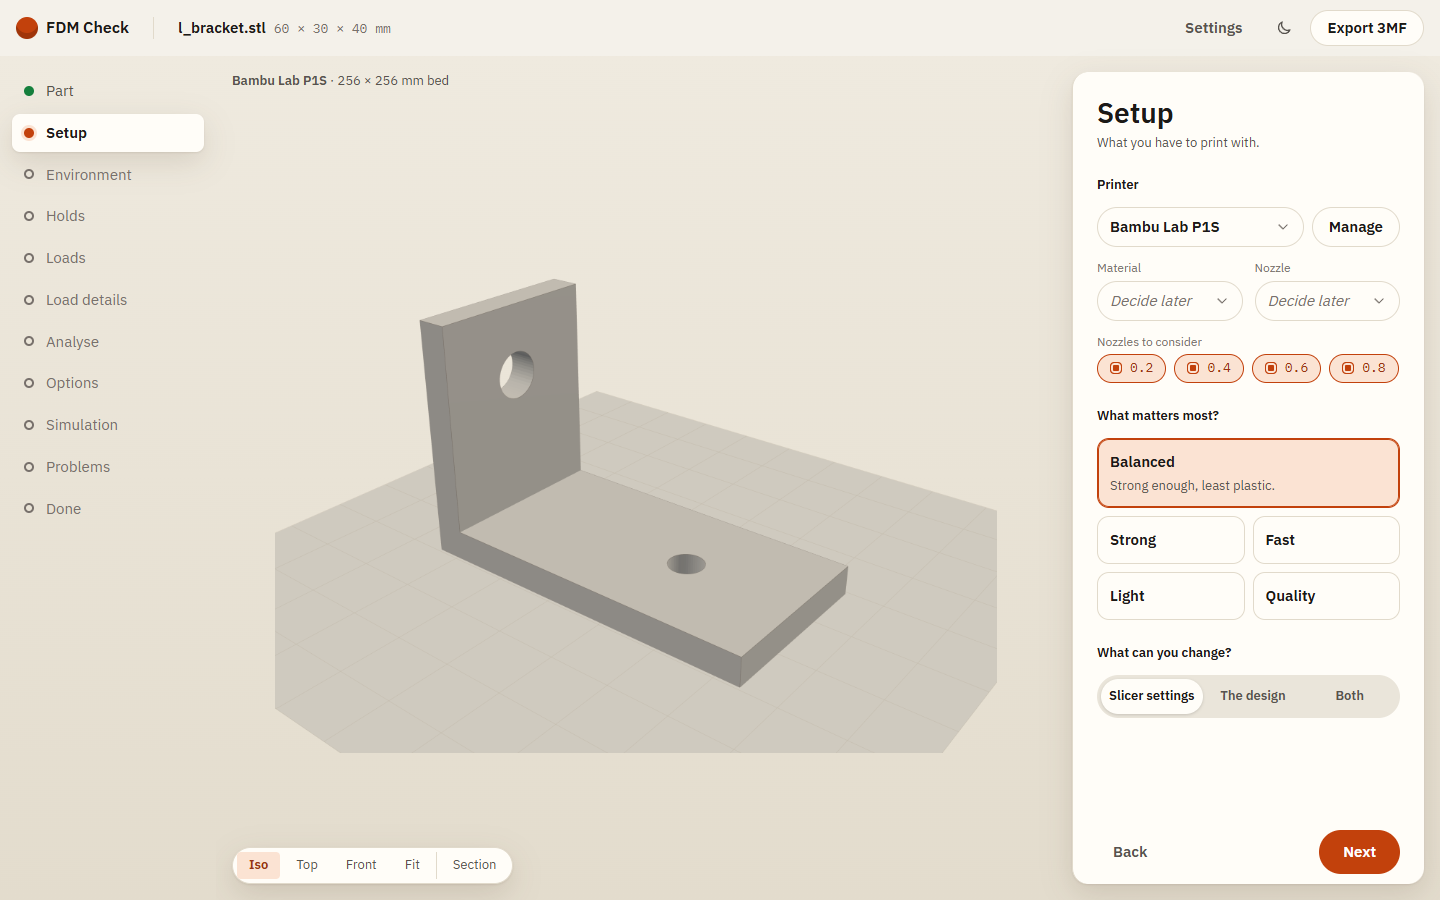 FDM Check
l_bracket.stl 60 × 30 × 40 mm
Settings
Export 3MF
Part
Setup
Environment
Holds
Loads
Load details
Analyse
Options
Simulation
Problems
Done
Bambu Lab P1S · 256 × 256 mm bed
Iso Top Front Fit Section
Setup
What you have to print with.
Printer
Bambu Lab P1S Manage
Material Nozzle
Decide later Decide later
Nozzles to consider
0.2 0.4 0.6 0.8
What matters most?
Balanced
Strong enough, least plastic.
Strong Fast
Light Quality
What can you change?
Slicer settings The design Both
Back Next